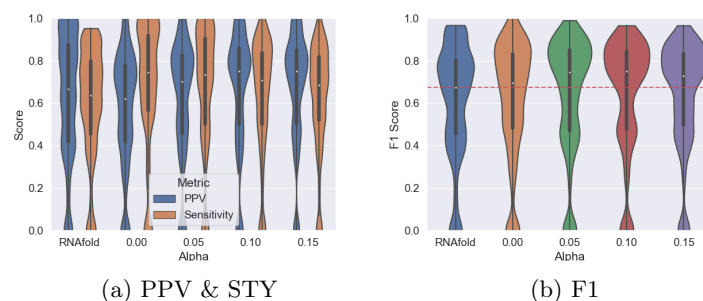 1.0
0.8
0.6
0.4
0.2
0.0
Score
Metric
PPV
Sensitivity
RNAfold 0.00 0.05 0.10 0.15
Alpha
(a) PPV & STY
1.0
0.8
0.6
0.4
0.2
0.0
F1 Score
RNAfold 0.00 0.05 0.10 0.15
Alpha
(b) F1